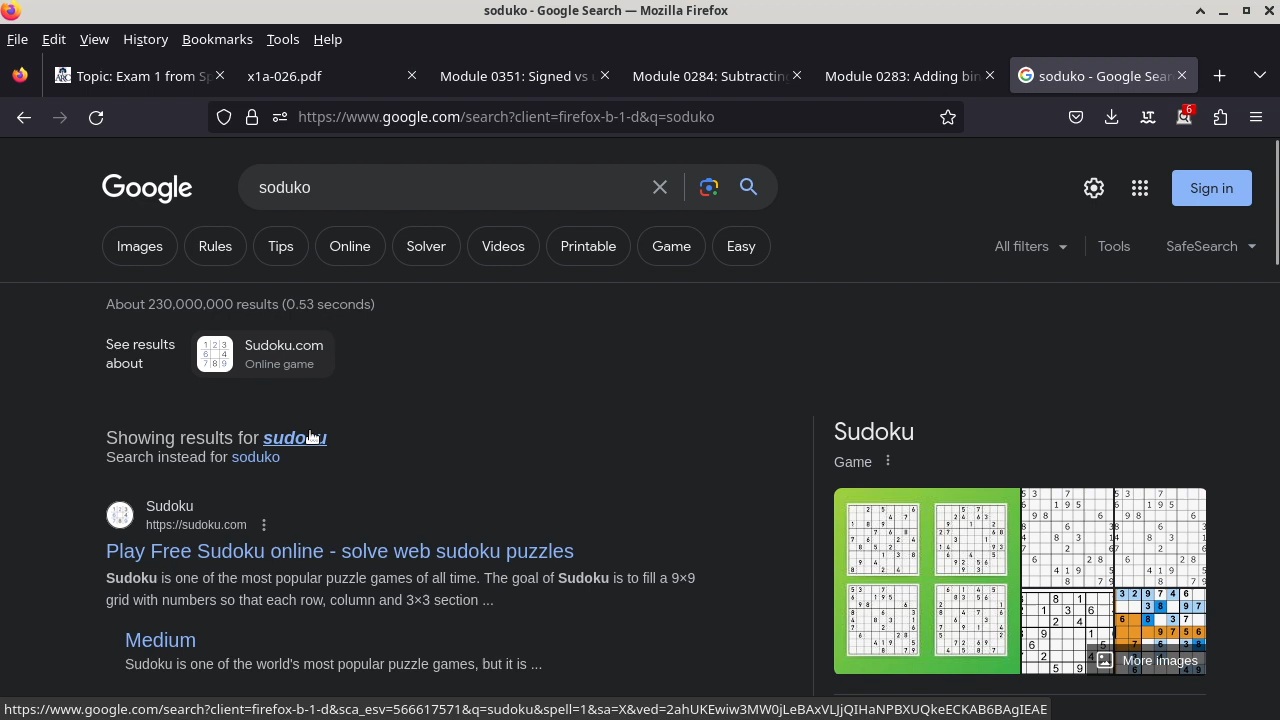 soduko - Google Search — Mozilla Firefox
File Edit View History Bookmarks Tools Help
Topic: Exam 1 from Sp
x1a-026.pdf
Module 0351: Signed vs
Module 0284: Subtractin
Module 0283: Adding bin
soduko - Google Sear
https://www.google.com/search?client=firefox-b-1-d&q=soduko
6
Google
soduko
Sign in
Images Rules Tips Online Solver Videos Printable Game Easy
All filters Tools SafeSearch
About 230,000,000 results (0.53 seconds)
See results
about
Sudoku.com
Online game
Showing results for sudoku
Search instead for soduko
Sudoku
https://sudoku.com
Play Free Sudoku online - solve web sudoku puzzles
Sudoku is one of the most popular puzzle games of all time. The goal of Sudoku is to fill a 9×9
grid with numbers so that each row, column and 3×3 section ...
Medium
Sudoku is one of the world's most popular puzzle games, but it is ...
Sudoku
Game
More images
https://www.google.com/search?client=firefox-b-1-d&sca_esv=566617571&q=sudoku&spell=1&sa=X&ved=2ahUKEwiw3MW0jLeBAxVLJjQIHaNPBXUQkeECKAB6BAgIEAE